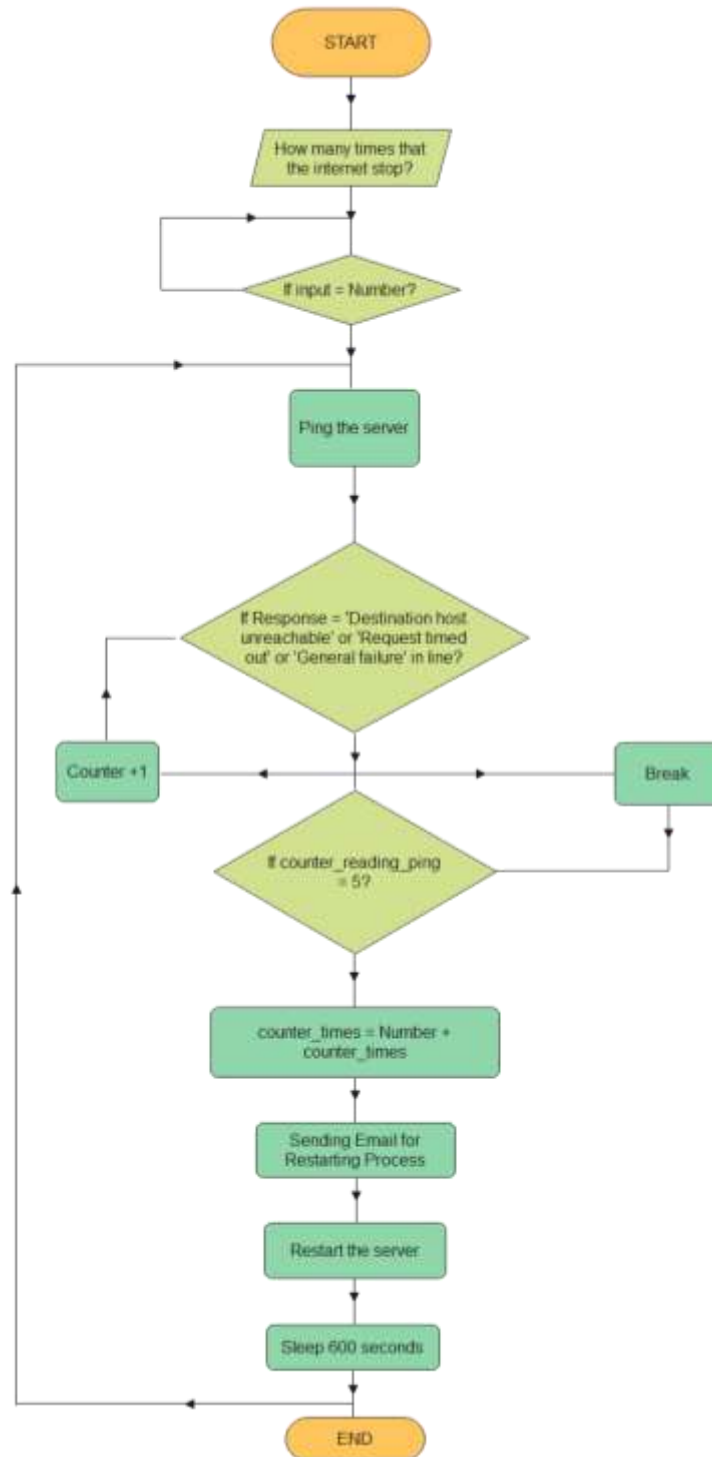 START
How many times that
the internet stop?
If input = Number?
Ping the server
If Response = 'Destination host
unreachable' or 'Request timed
out' or 'General failure' in line?
Counter +1
Break
If counter_reading_ping
= 5?
counter_times = Number +
counter_times
Sending Email for
Restarting Process
Restart the server
Sleep 600 seconds
END